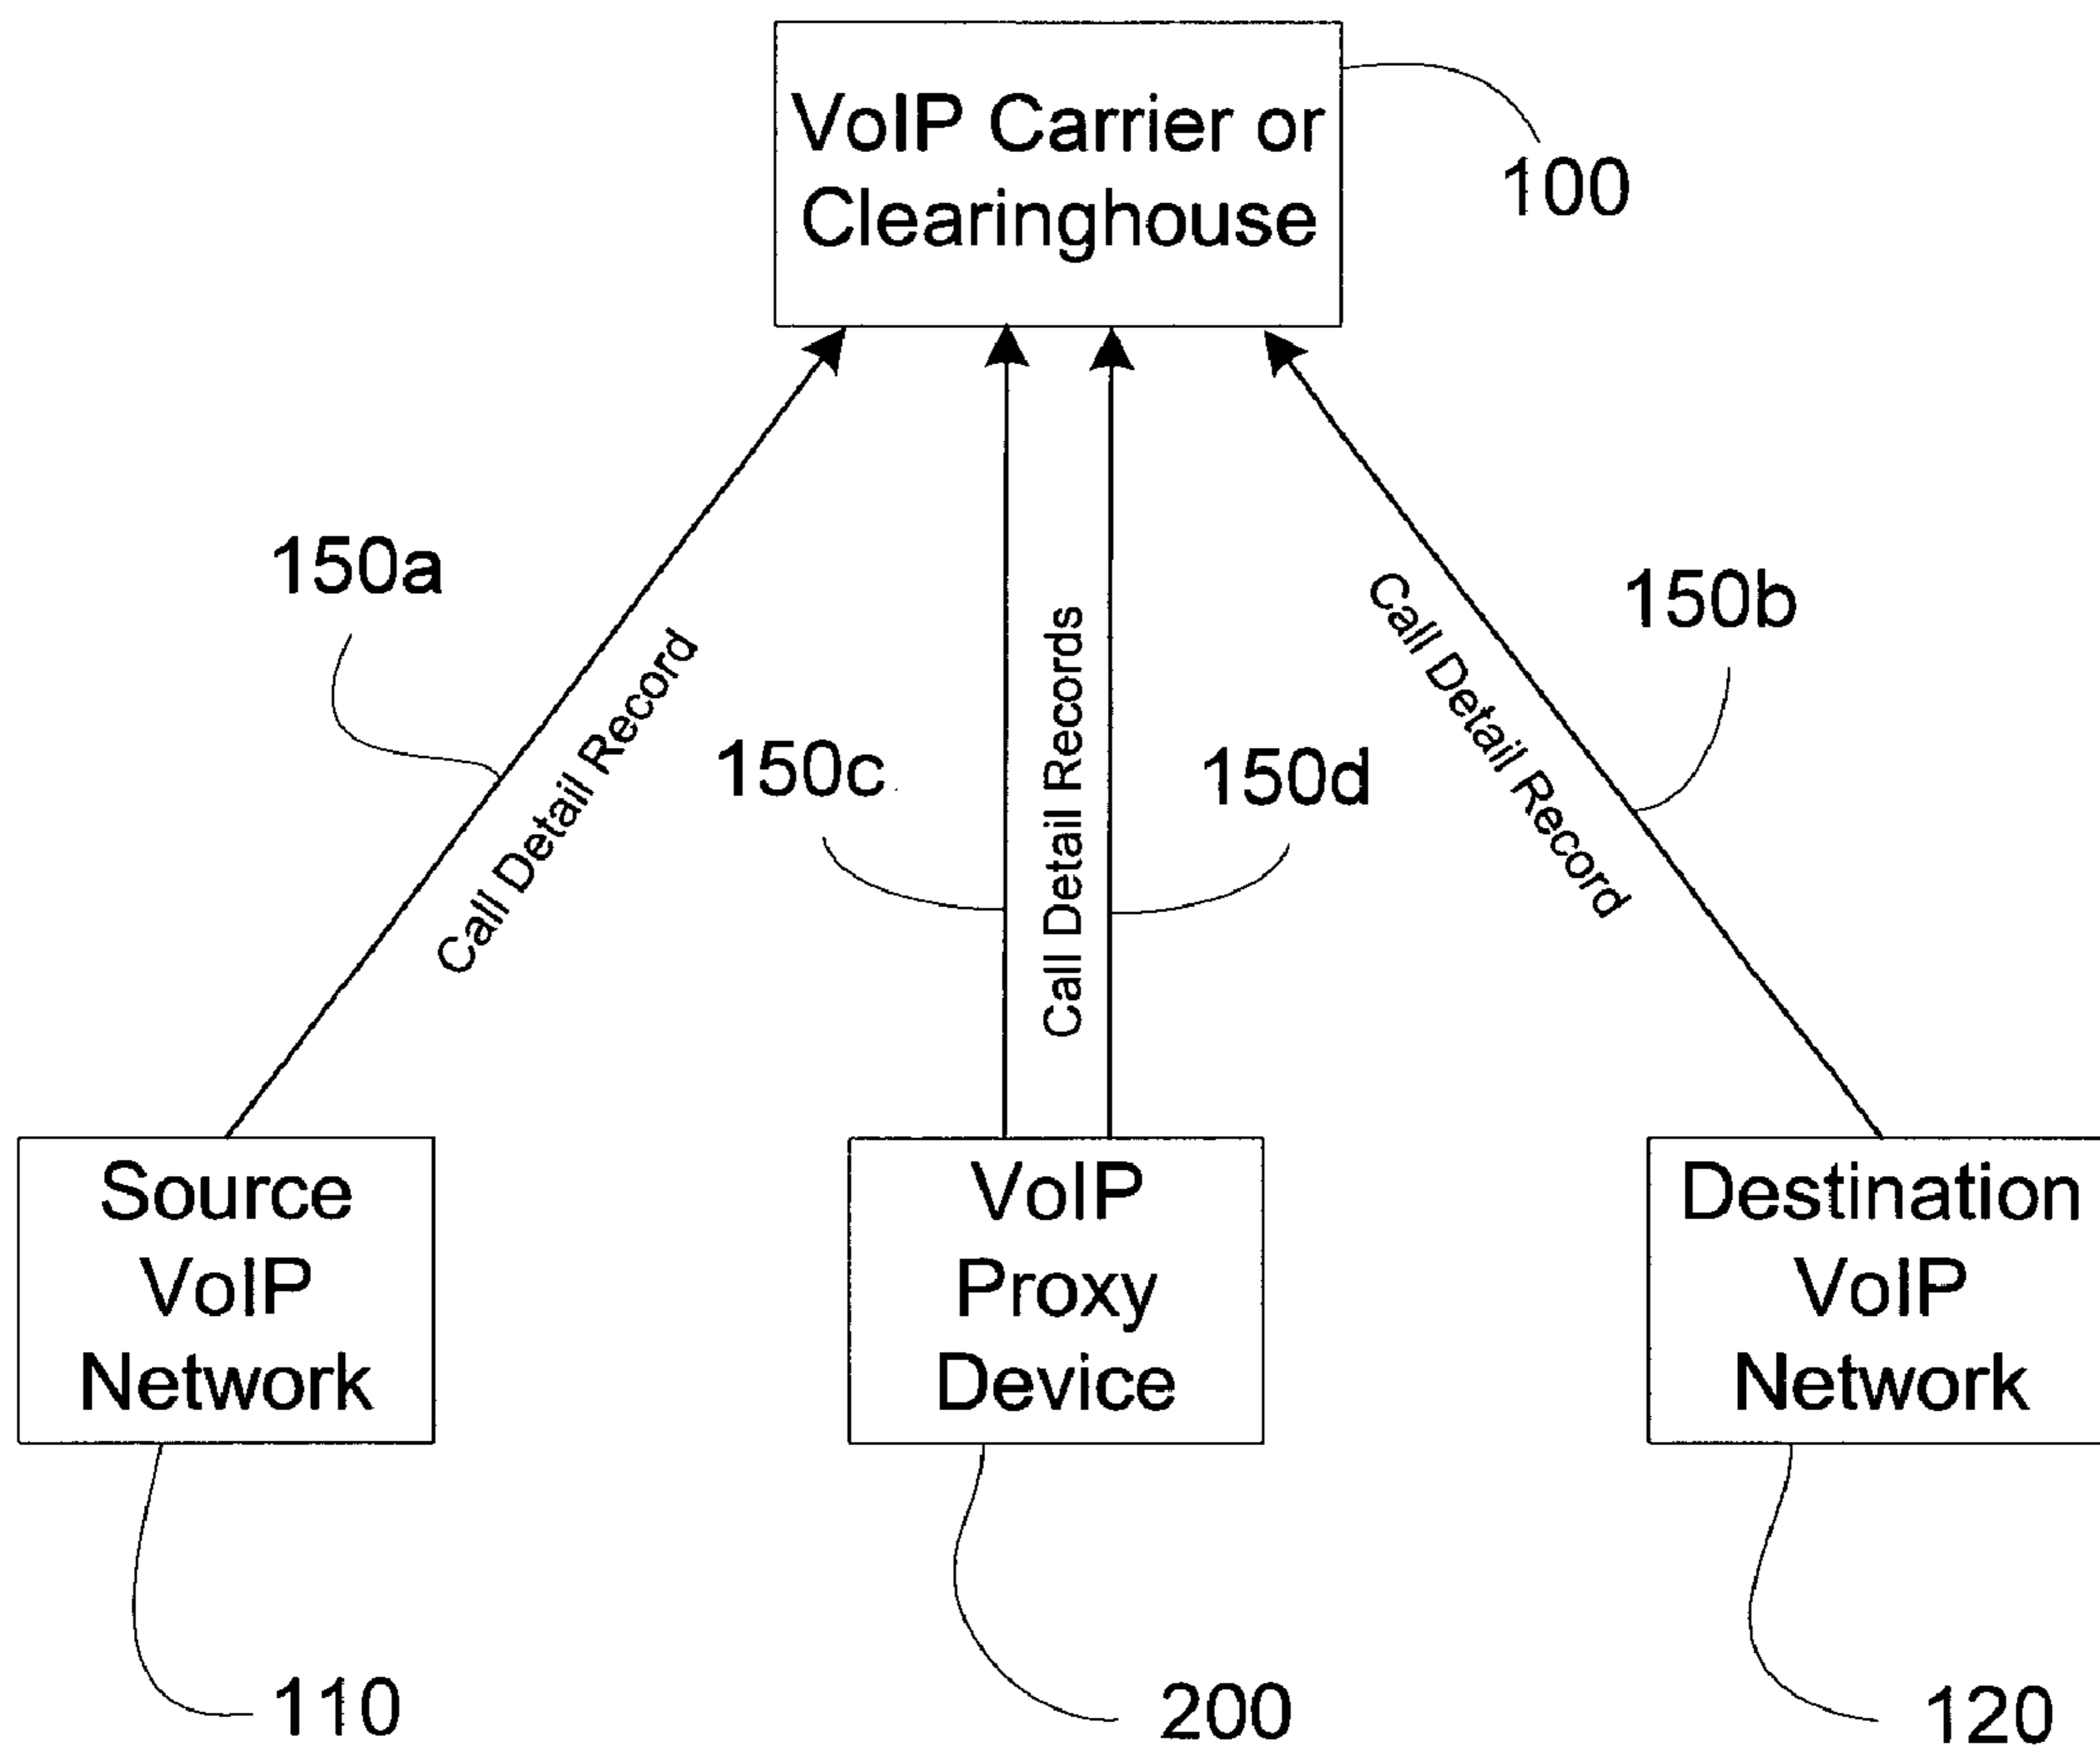 VoIP Carrier or
Clearinghouse
100
150a
150b
Call Detail Record
Call Detail Records
Call Detail Record
150c
150d
Source
VoIP
Network
VoIP
Proxy
Device
Destination
VoIP
Network
110
200
120